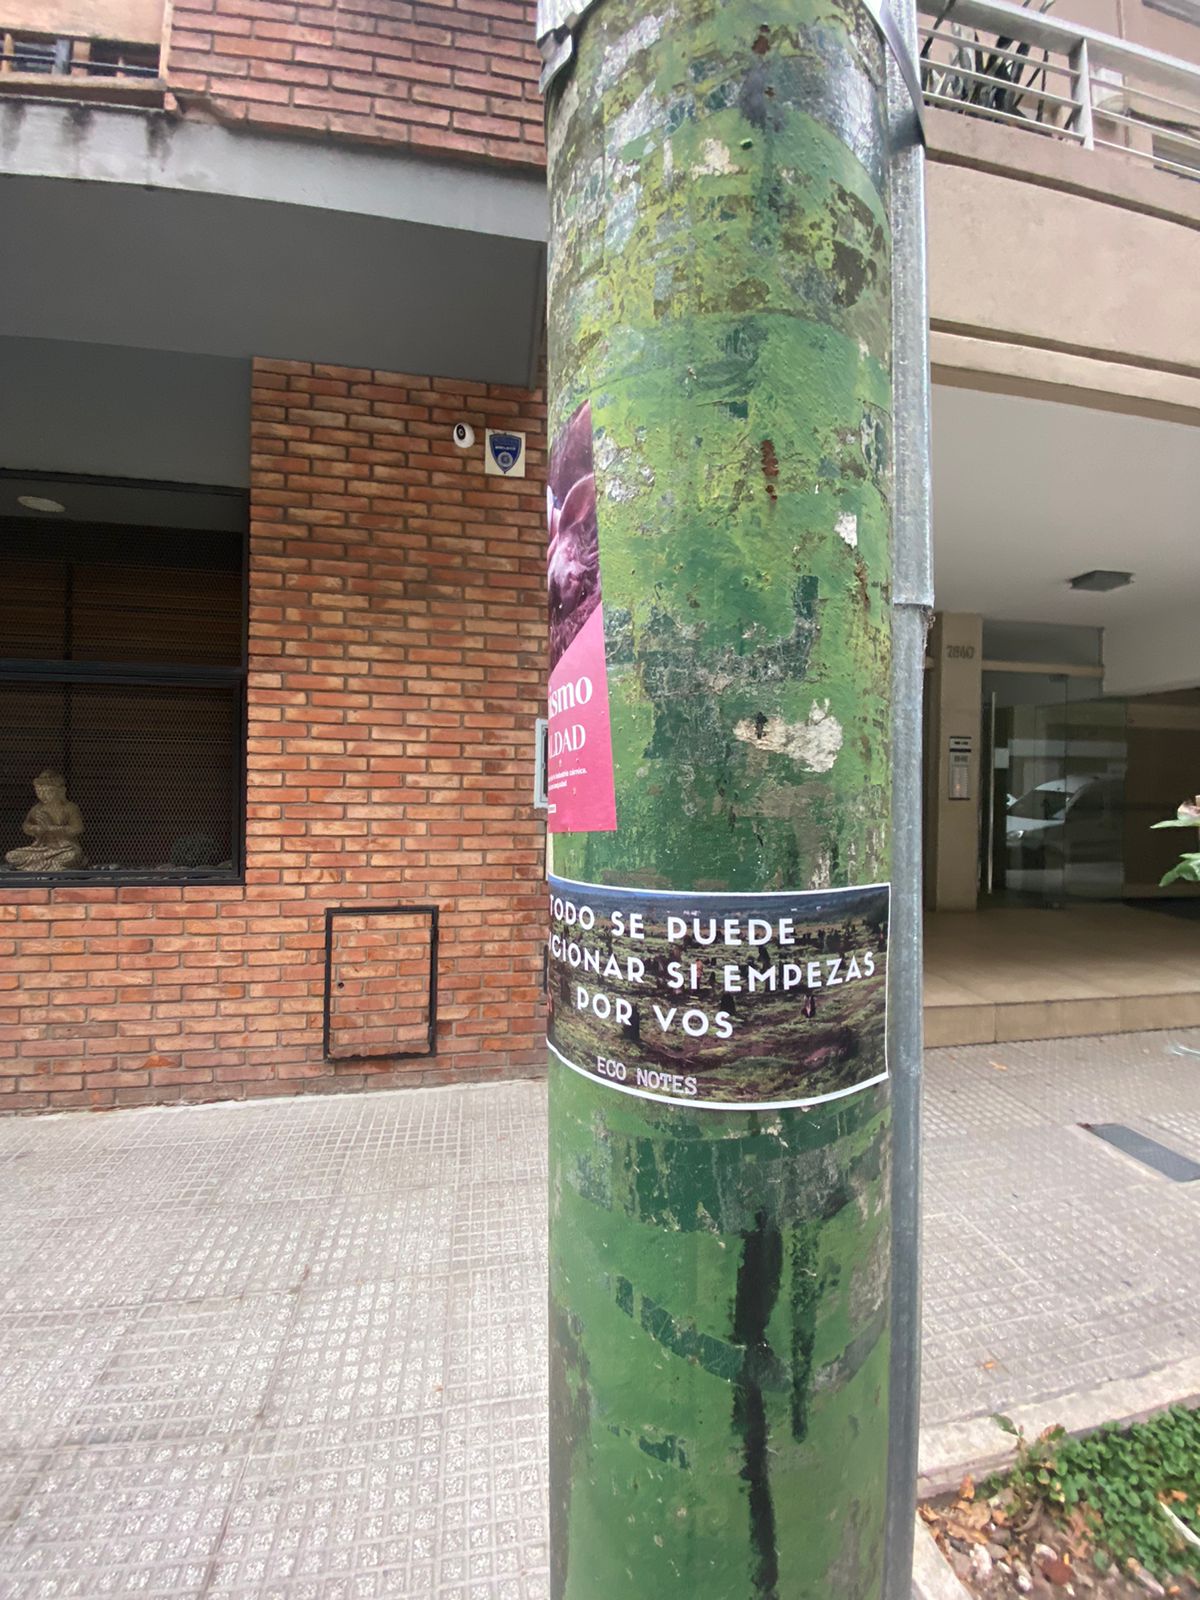 ismo
LDAD
TODO SE PUEDE
CIONAR SI EMPEZAS
POR VOS
ECO NOTES